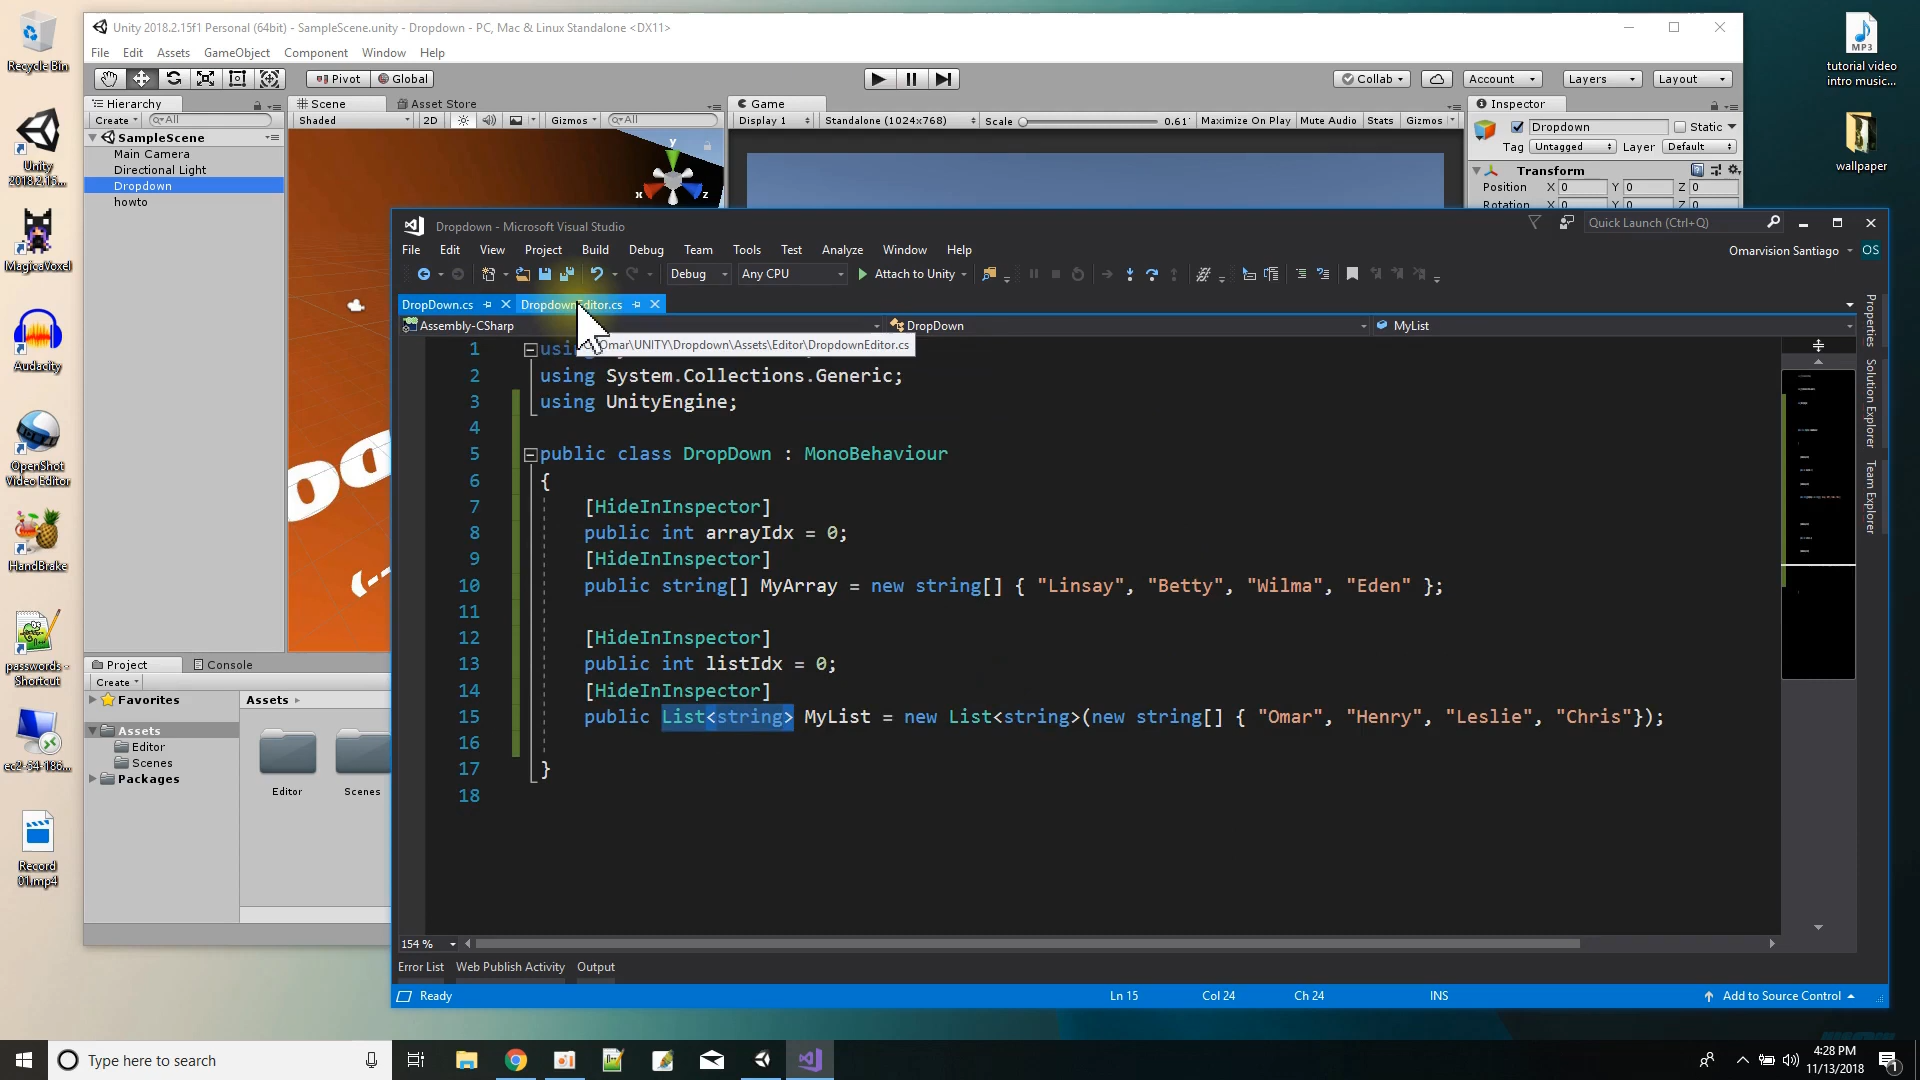 Recycle Bin
Unity
2018.2.15...
MagicaVoxel
Audacity
OpenShot
Video Editor
HandBrake
passwords -
Shortcut
ec2-54-186...
Record
01.mp4
Unity 2018.2.15f1 Personal (64bit) - SampleScene.unity - Dropdown - PC, Mac & Linux Standalone <DX11>
File Edit Assets GameObject Component Window Help
Pivot Global Collab Account Layers Layout
Hierarchy
Create All
SampleScene
Main Camera
Directional Light
Dropdown
howto
Scene Asset Store
Shaded 2D Gizmos All
y
x z
Game
Display 1 Standalone (1024x768) Scale 0.61 Maximize On Play Mute Audio Stats Gizmos
Inspector
Dropdown Static
Tag Untagged Layer Default
Transform
Position X 0 Y 0 Z 0
Rotation X 0 Y 0 Z 0
Project Console
Create
Favorites
Assets
Editor
Scenes
Packages
Assets
Editor Scenes
Dropdown - Microsoft Visual Studio
Quick Launch (Ctrl+Q)
File Edit View Project Build Debug Team Tools Test Analyze Window Help
Omarvision Santiago OS
Debug Any CPU Attach to Unity
DropDown.cs DropdownEditor.cs
Assembly-CSharp DropDown MyList
Omar\UNITY\Dropdown\Assets\Editor\DropdownEditor.cs
1
2 using System.Collections.Generic;
3 using UnityEngine;
4
5 public class DropDown : MonoBehaviour
6 {
7 [HideInInspector]
8 public int arrayIdx = 0;
9 [HideInInspector]
10 public string[] MyArray = new string[] { "Linsay", "Betty", "Wilma", "Eden" };
11
12 [HideInInspector]
13 public int listIdx = 0;
14 [HideInInspector]
15 public List<string> MyList = new List<string>(new string[] { "Omar", "Henry", "Leslie", "Chris"});
16
17 }
18
154 %
Error List Web Publish Activity Output
Ready Ln 15 Col 24 Ch 24 INS Add to Source Control
Properties
Solution Explorer
Team Explorer
MP3
tutorial video
intro music...
wallpaper
Type here to search
4:28 PM
11/13/2018
1